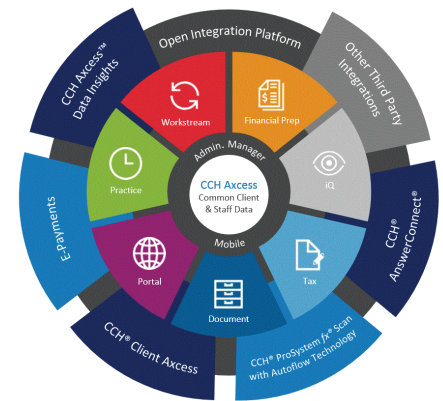 Open Integration Platform
Other Third Party
Integrations
CCH Axcess™
Data Insights
Workstream
Financial Prep
Admin. Manager
Practice
CCH Axcess
Common Client
& Staff Data
iQ
ePayments
CCH®
AnswerConnect®
Mobile
Portal
Document
Tax
CCH® Client Axcess
CCH® ProSystem fx® Scan
with Autoflow Technology